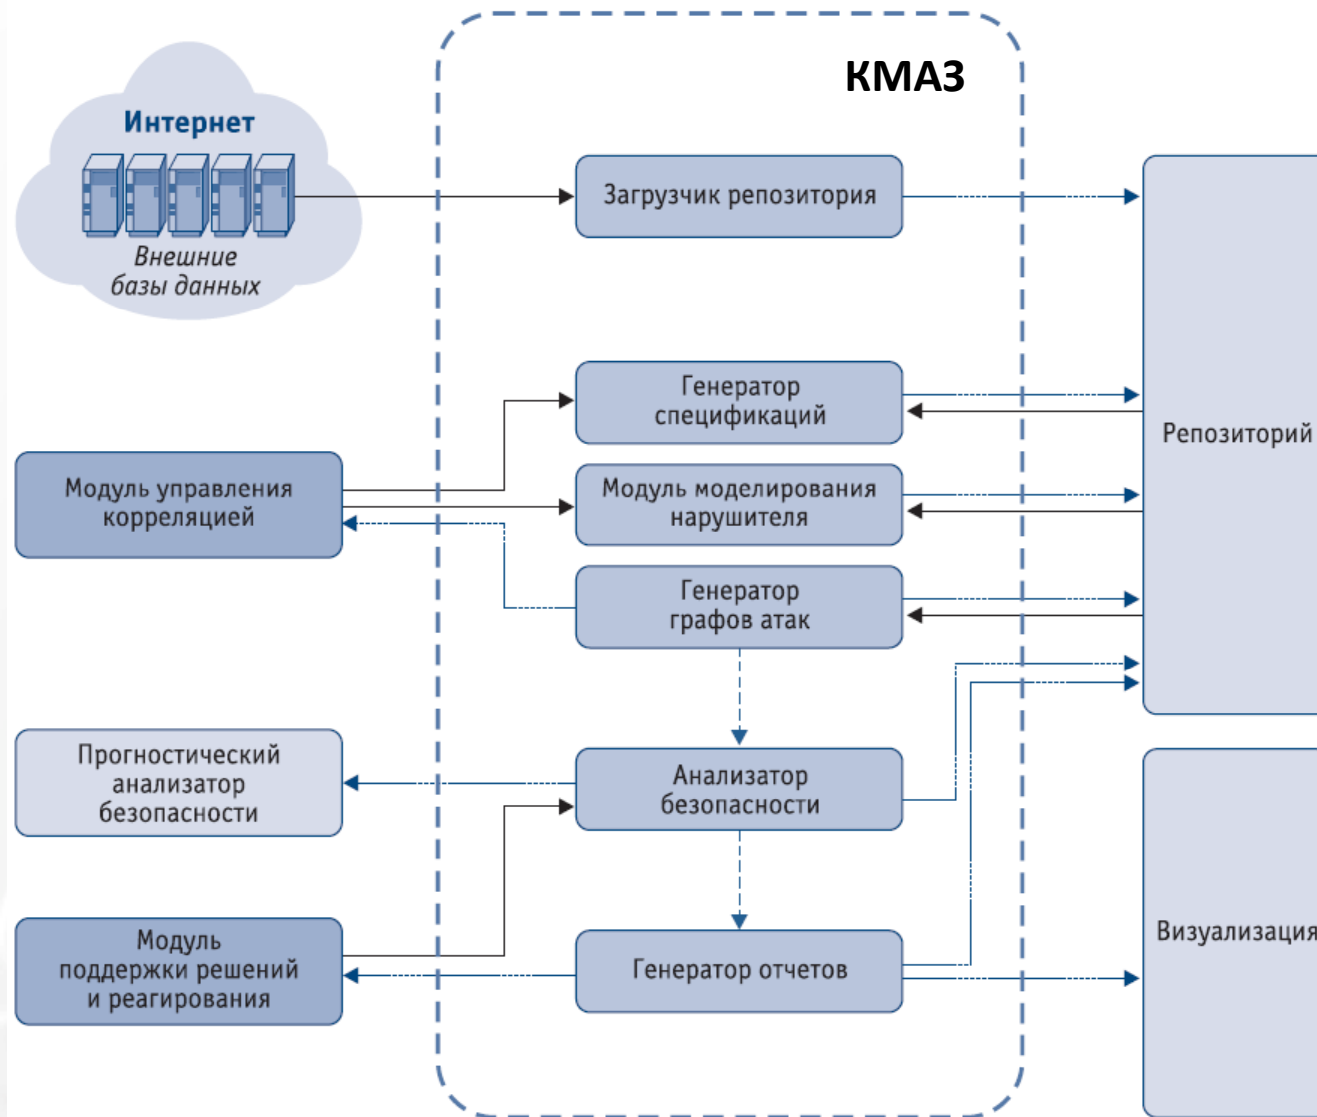 КМАЗ
Интернет
Внешние
базы данных
Загрузчик репозитория
Генератор
спецификаций
Репозиторий
Модуль управления
корреляцией
Модуль моделирования
нарушителя
Генератор
графов атак
Прогностический
анализатор
безопасности
Анализатор
безопасности
Модуль
поддержки решений
и реагирования
Генератор отчетов
Визуализация